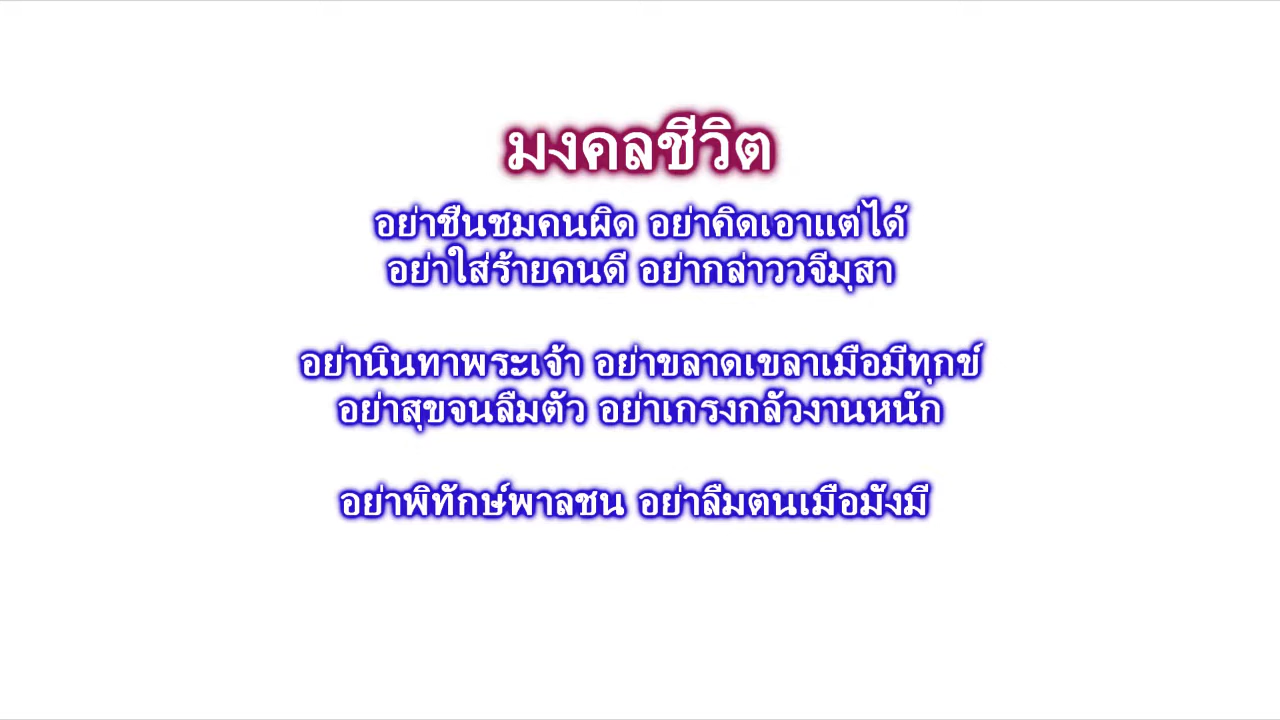 มงคลชีวิต
อย่าชื่นชมคนผิด อย่าคิดเอาแต่ได้
อย่าใส่ร้ายคนดี อย่ากล่าววจีมุสา
อย่านินทาพระเจ้า อย่าขลาดเขลาเมื่อมีทุกข์
อย่าสุขจนลืมตัว อย่าเกรงกลัวงานหนัก
อย่าพิทักษ์พาลชน อย่าลืมตนเมื่อมั่งมี